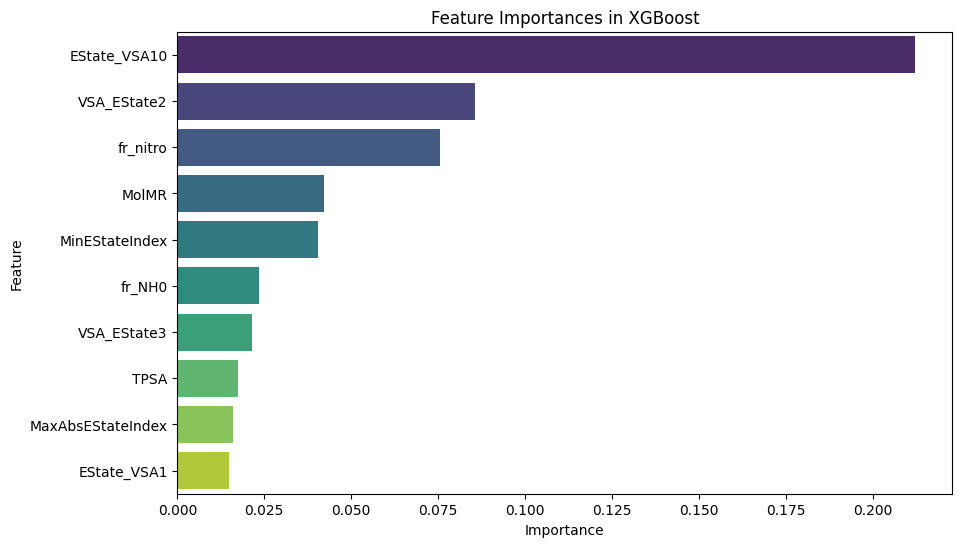 Feature Importances in XGBoost
Feature
EState_VSA10
VSA_EState2
fr_nitro
MolMR
MinEStateIndex
fr_NH0
VSA_EState3
TPSA
MaxAbsEStateIndex
EState_VSA1
0.000 0.025 0.050 0.075 0.100 0.125 0.150 0.175 0.200
Importance